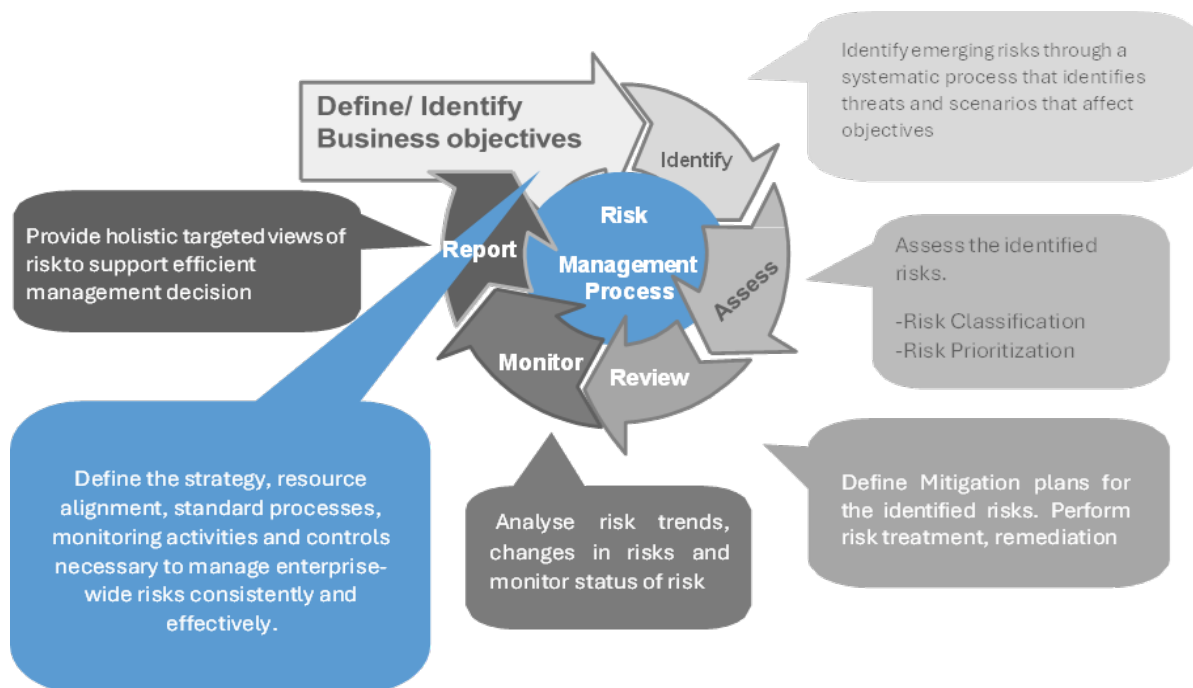 Define/ Identify
Business objectives
Identify emerging risks through a
systematic process that identifies
threats and scenarios that affect
objectives
Identify
Risk
Management
Process
Provide holistic targeted views of
risk to support efficient
management decision
Report
Assess
Assess the identified
risks.
-Risk Classification
-Risk Prioritization
Monitor
Review
Define the strategy, resource
alignment, standard processes,
monitoring activities and controls
necessary to manage enterprise-
wide risks consistently and
effectively.
Analyse risk trends,
changes in risks and
monitor status of risk
Define Mitigation plans for
the identified risks. Perform
risk treatment, remediation